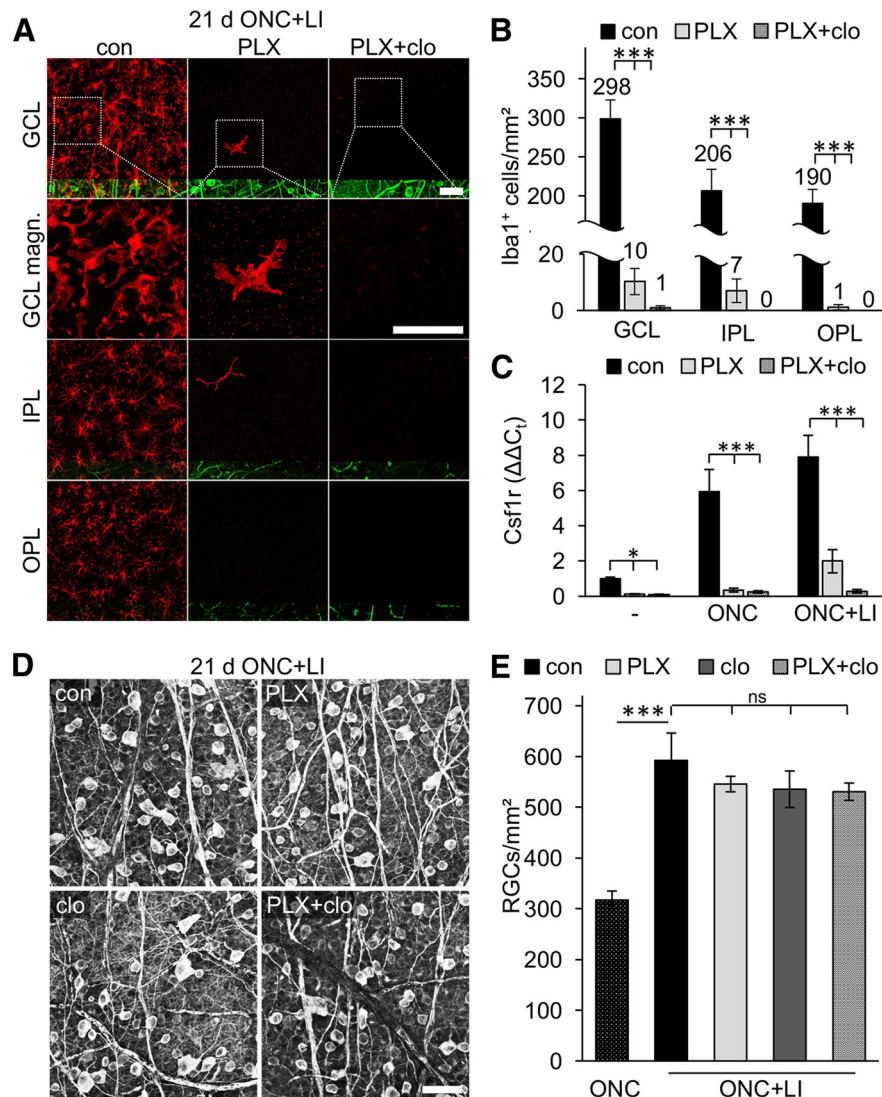 A
21 d ONC+LI
con PLX PLX+clo
GCL
GCL magn.
IPL
OPL
B
con PLX PLX+clo
Iba1⁺ cells/mm²
350
300
250
200
20
10
0
***
298
10
1
***
206
7
0
***
190
1
0
GCL IPL OPL
C
con PLX PLX+clo
Csf1r (ΔΔCt)
12
10
8
6
4
2
0
*
***
***
- ONC ONC+LI
D
21 d ONC+LI
con PLX
clo PLX+clo
E
con PLX clo PLX+clo
RGCs/mm²
700
600
500
400
300
200
100
0
***
ns
ONC ONC+LI